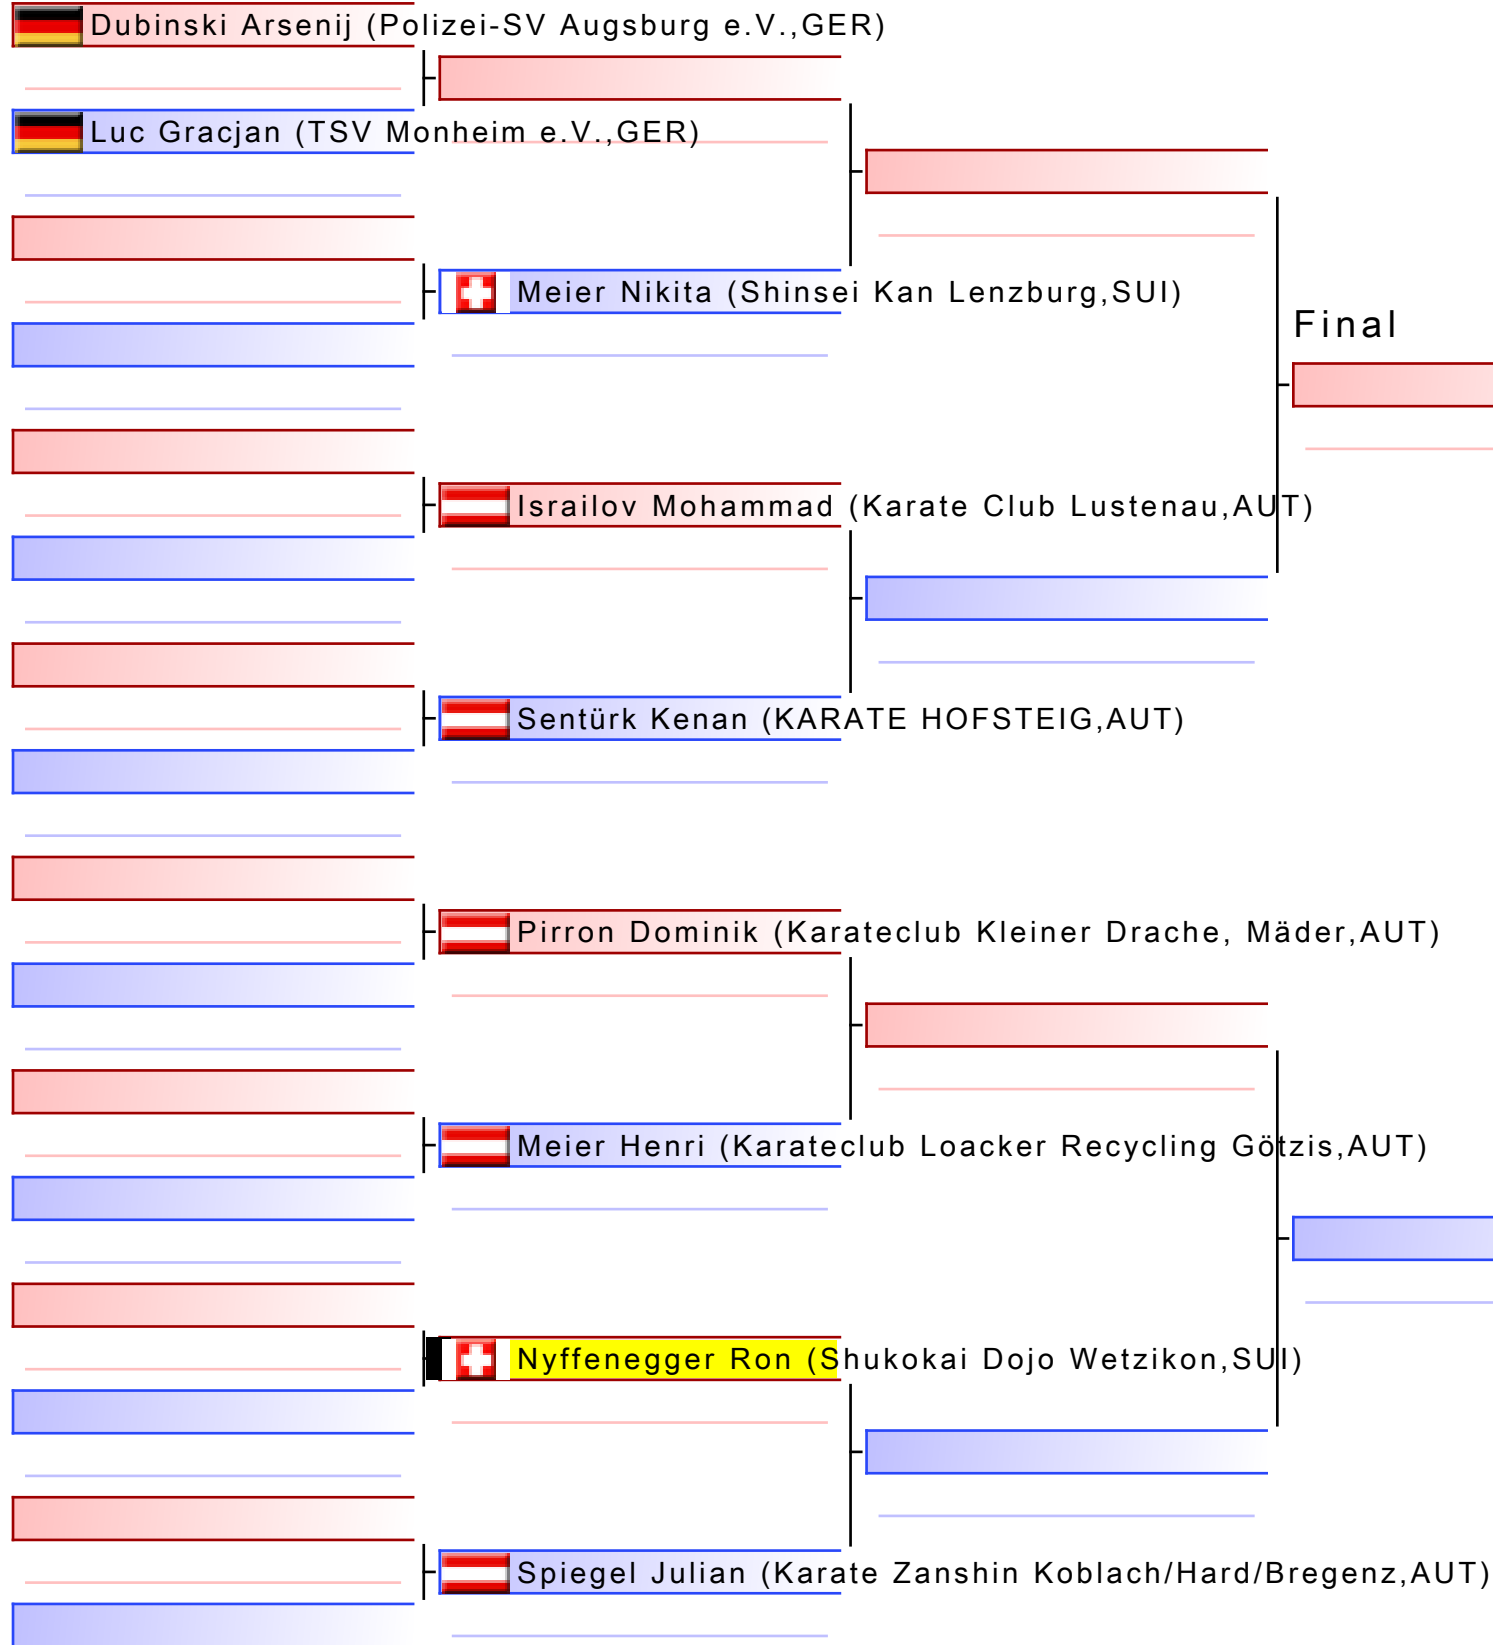 Dubinski Arsenij (Polizei-SV Augsburg e.V.,GER)
Luc Gracjan (TSV Monheim e.V.,GER)
Meier Nikita (Shinsei Kan Lenzburg,SUI)
Final
Israilov Mohammad (Karate Club Lustenau,AUT)
Sentürk Kenan (KARATE HOFSTEIG,AUT)
Pirron Dominik (Karateclub Kleiner Drache, Mäder,AUT)
Meier Henri (Karateclub Loacker Recycling Götzis,AUT)
Nyffenegger Ron (Shukokai Dojo Wetzikon,SUI)
Spiegel Julian (Karate Zanshin Koblach/Hard/Bregenz,AUT)